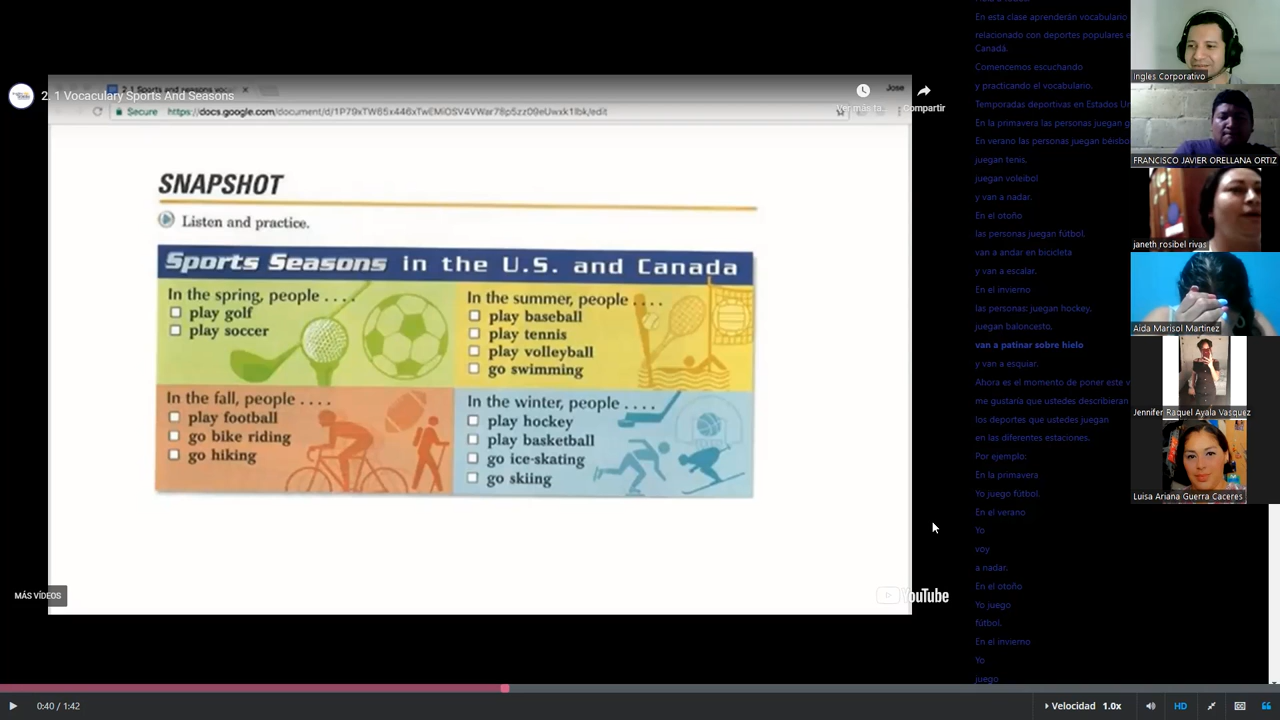 2. 1 Vocaculary Sports And Seasons
Jose
Compartir
Secure
SNAPSHOT
Listen and practice.
Sports Seasons in the U.S. and Canada
In the spring, people . . . .
play golf
play soccer
In the summer, people . . . .
play baseball
play tennis
play volleyball
go swimming
In the fall, people . . . .
play football
go bike riding
go hiking
In the winter, people . . . .
play hockey
play basketball
go ice-skating
go skiing
MÁS VÍDEOS
YouTube
En esta clase aprenderán vocabulario
relacionado con deportes populares
Canadá.
Comencemos escuchando
y practicando el vocabulario.
Temporadas deportivas en Estados
En la primavera las personas juegan
En verano las personas juegan
juegan tenis.
juegan voleibol
y van a nadar.
En el otoño
las personas juegan fútbol.
van a andar en bicicleta
y van a escalar.
En el invierno
las personas: juegan hockey,
juegan baloncesto.
van a patinar sobre hielo
y van a esquiar.
Ahora es el momento de poner este
me gustaría que ustedes describieran
los deportes que ustedes juegan
en las diferentes estaciones.
Por ejemplo:
En la primavera
Yo juego fútbol.
En el verano
Yo
voy
a nadar.
En el otoño
Yo juego
fútbol.
En el invierno
Yo
juego
Ingles Corporativo
FRANCISCO JAVIER ORELLANA ORTIZ
janeth rosibel rivas
Aida Marisol Martinez
Jennifer Raquel Ayala Vasquez
Luisa Ariana Guerra Caceres
0:40 / 1:42
Velocidad 1.0x
HD